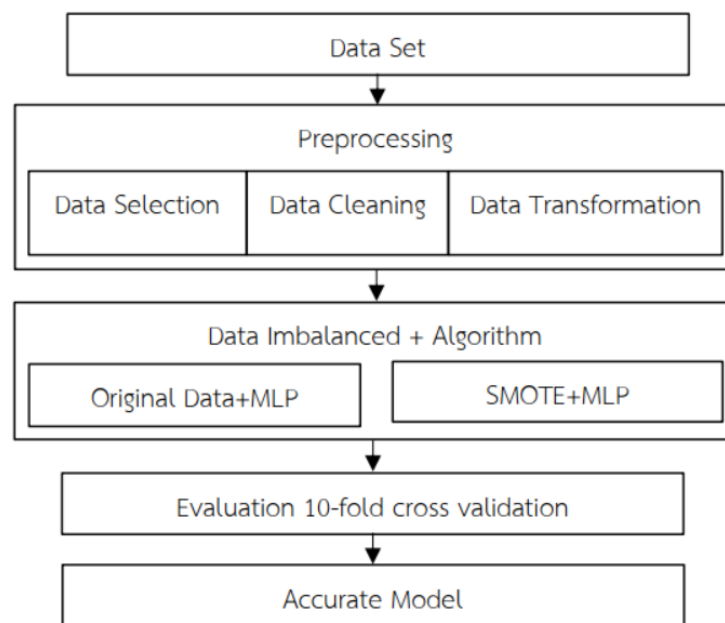 Data Set
Preprocessing
Data Selection
Data Cleaning
Data Transformation
Data Imbalanced + Algorithm
Original Data+MLP
SMOTE+MLP
Evaluation 10-fold cross validation
Accurate Model